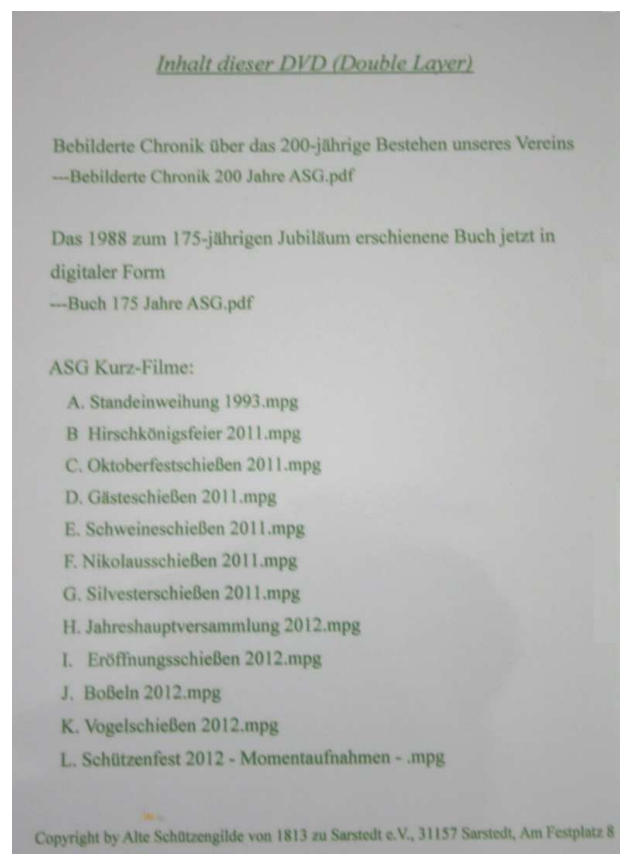 Inhalt dieser DVD (Double Layer)
Bebilderte Chronik über das 200-jährige Bestehen unseres Vereins
---Bebilderte Chronik 200 Jahre ASG.pdf
Das 1988 zum 175-jährigen Jubiläum erschienene Buch jetzt in
digitaler Form
---Buch 175 Jahre ASG.pdf
ASG Kurz-Filme:
A. Standeinweihung 1993.mpg
B Hirschkönigsfeier 2011.mpg
C. Oktoberfestschießen 2011.mpg
D. Gästeschießen 2011.mpg
E. Schweineschießen 2011.mpg
F. Nikolausschießen 2011.mpg
G. Silvesterschießen 2011.mpg
H. Jahreshauptversammlung 2012.mpg
I. Eröffnungsschießen 2012.mpg
J. Boßeln 2012.mpg
K. Vogelschießen 2012.mpg
L. Schützenfest 2012 - Momentaufnahmen - .mpg
Copyright by Alte Schützengilde von 1813 zu Sarstedt e.V., 31157 Sarstedt, Am Festplatz 8